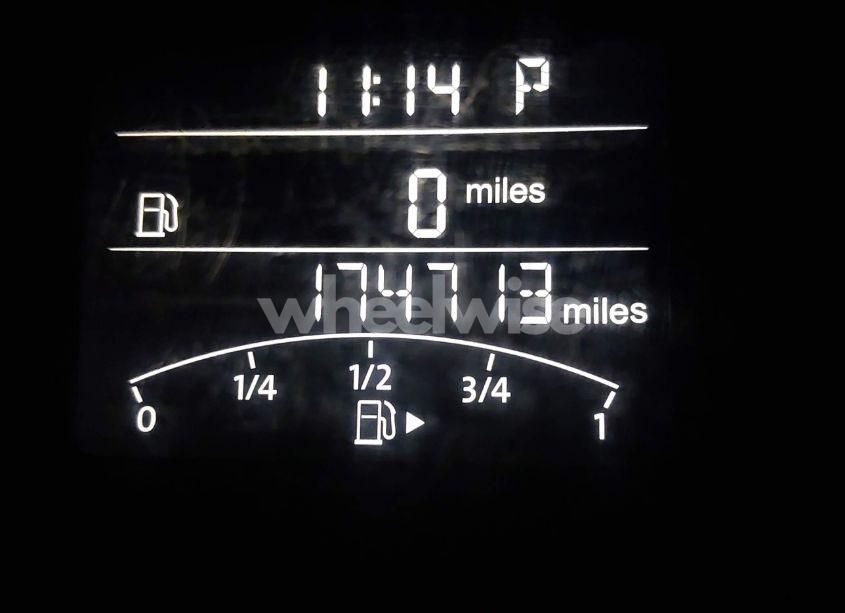 11:14 P
0 miles
174713 miles
wheelwise
0 1/4 1/2 3/4 1